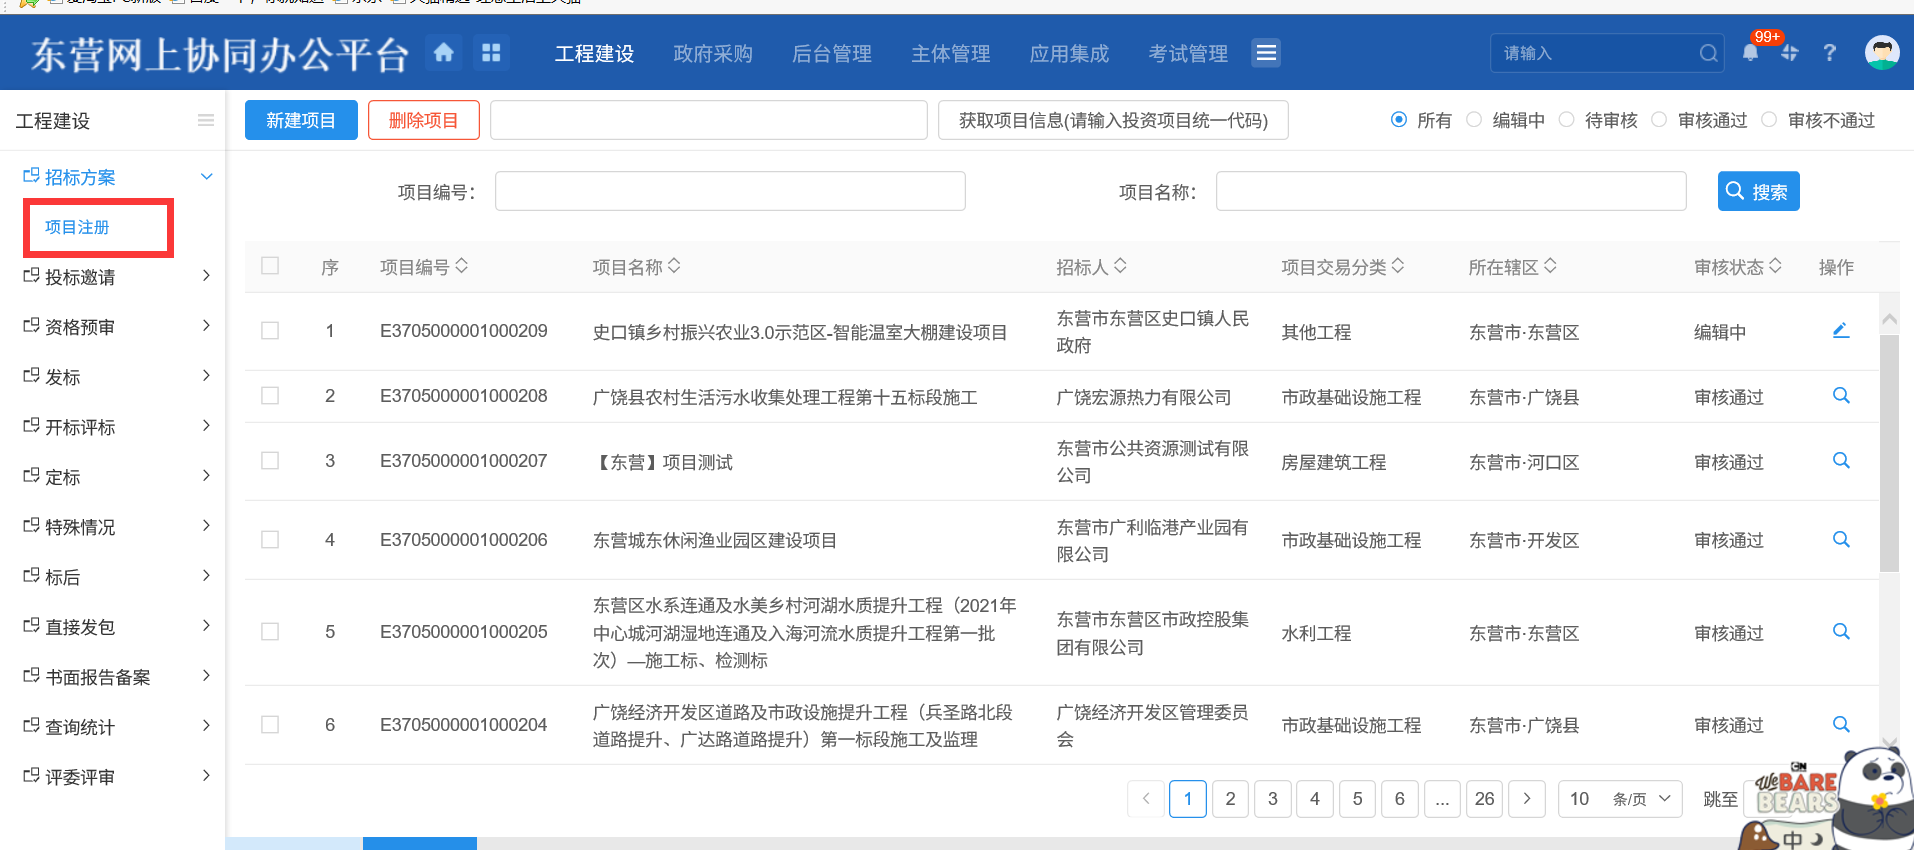 东营网上协同办公平台
工程建设 政府采购 后台管理 主体管理 应用集成 考试管理
请输入
99+
?
工程建设
新建项目 删除项目 获取项目信息(请输入投资项目统一代码)
所有 编辑中 待审核 审核通过 审核不通过
招标方案
项目注册
投标邀请
资格预审
发标
开标评标
定标
特殊情况
标后
直接发包
书面报告备案
查询统计
评委评审
项目编号: 项目名称: 搜索
序 项目编号 项目名称 招标人 项目交易分类 所在辖区 审核状态 操作
1 E3705000001000209 史口镇乡村振兴农业3.0示范区-智能温室大棚建设项目 东营市东营区史口镇人民 其他工程 东营市·东营区 编辑中
政府
2 E3705000001000208 广饶县农村生活污水收集处理工程第十五标段施工 广饶宏源热力有限公司 市政基础设施工程 东营市·广饶县 审核通过
3 E3705000001000207 【东营】项目测试 东营市公共资源测试有限 房屋建筑工程 东营市·河口区 审核通过
公司
4 E3705000001000206 东营城东休闲渔业园区建设项目 东营市广利临港产业园有 市政基础设施工程 东营市·开发区 审核通过
限公司
东营区水系连通及水美乡村河湖水质提升工程（2021年
5 E3705000001000205 中心城河湖湿地连通及入海河流水质提升工程第一批 东营市东营区市政控股集 水利工程 东营市·东营区 审核通过
次）—施工标、检测标 团有限公司
6 E3705000001000204 广饶经济开发区道路及市政设施提升工程（兵圣路北段 广饶经济开发区管理委员 市政基础设施工程 东营市·广饶县 审核通过
道路提升、广达路道路提升）第一标段施工及监理 会
1 2 3 4 5 6 ... 26 10 条/页 跳至
CN
We BARE
BEARS
中